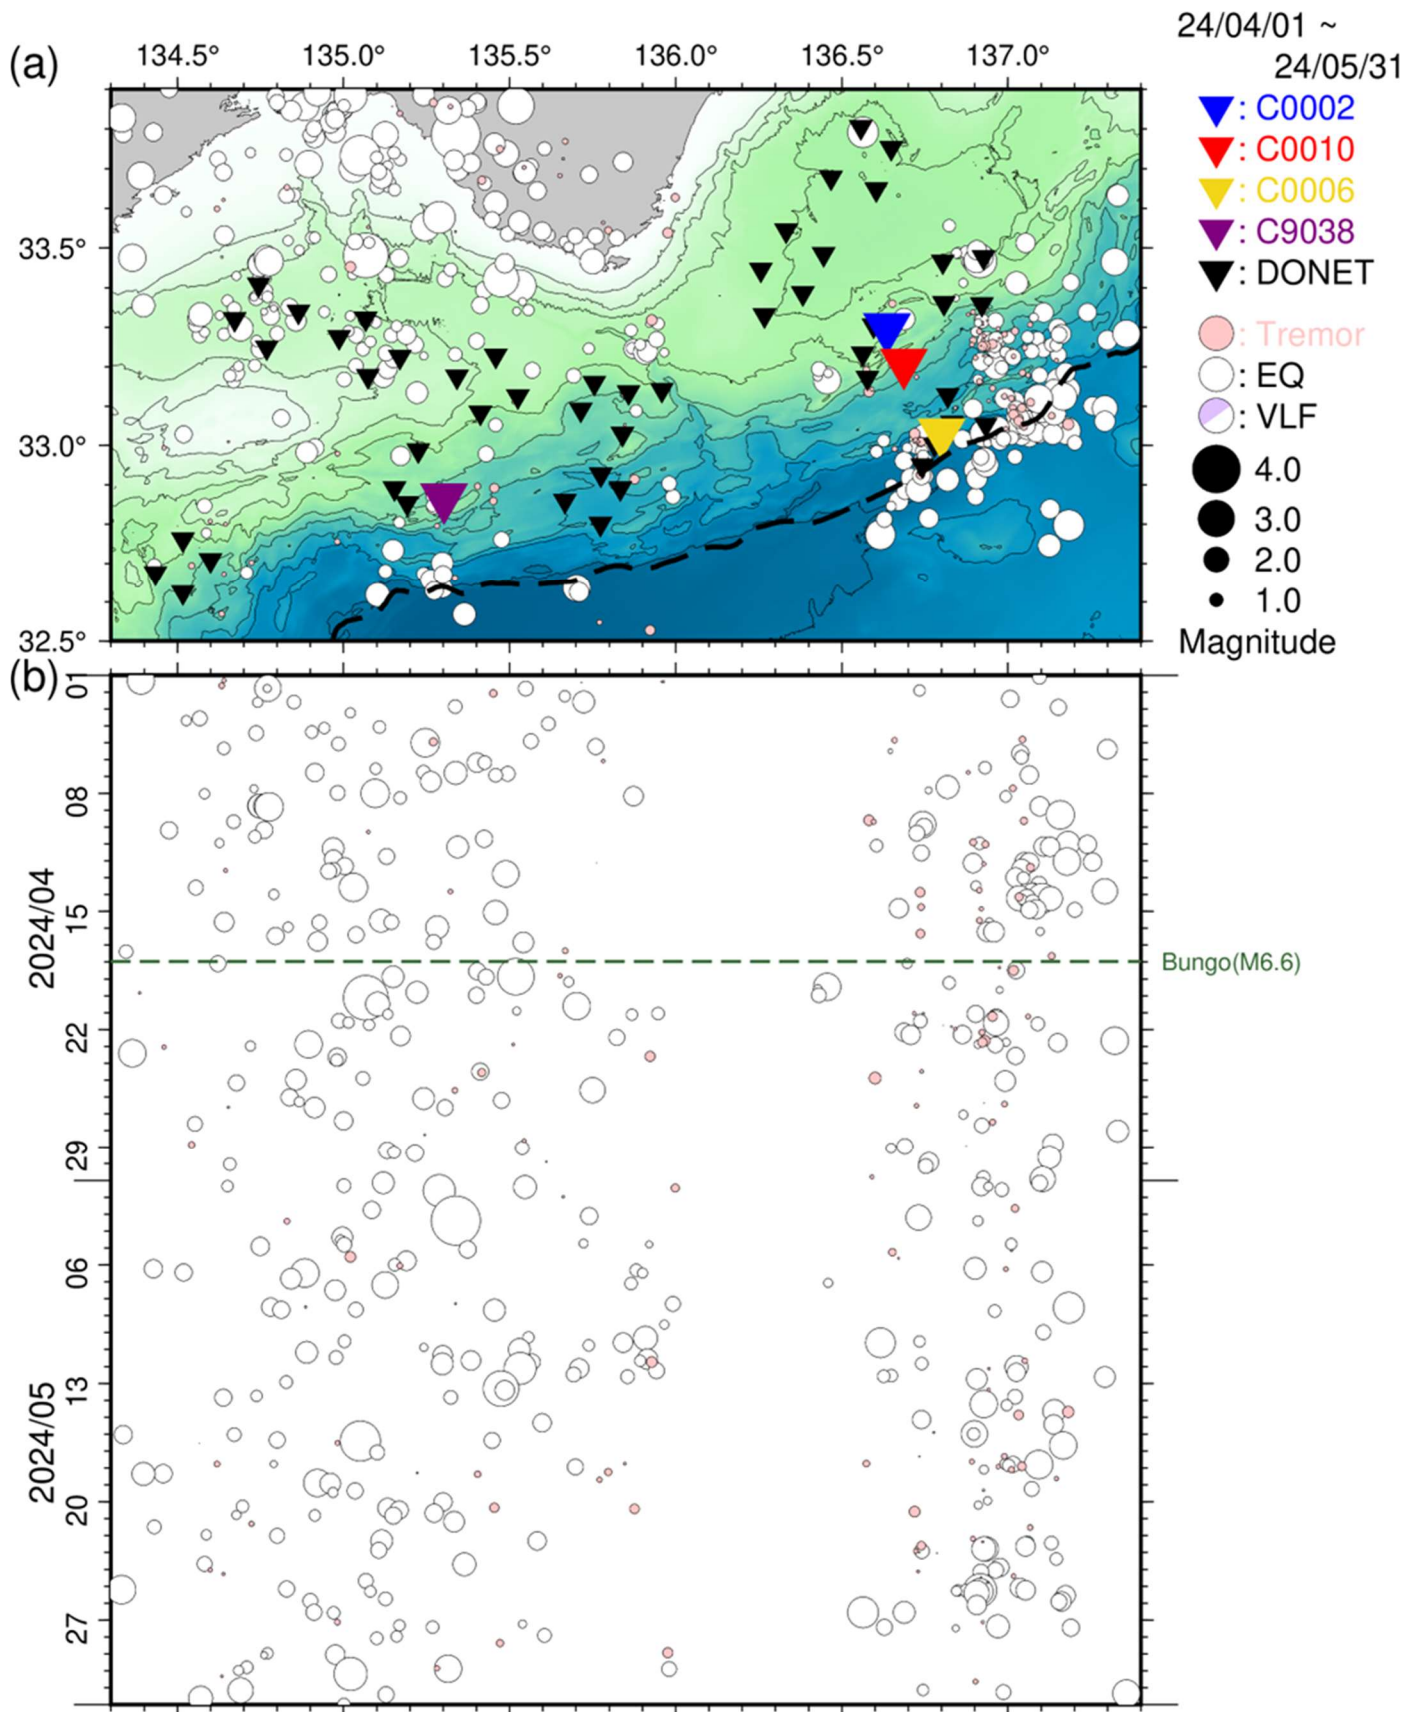 24/04/01 ~
24/05/31
(a)
134.5° 135.0° 135.5° 136.0° 136.5° 137.0°
: C0002
: C0010
: C0006
: C9038
: DONET
: Tremor
: EQ
: VLF
4.0
3.0
2.0
1.0
Magnitude
33.5°
33.0°
32.5°
(b)
01
08
15
22
29
06
13
20
27
2024/04
2024/05
Bungo(M6.6)